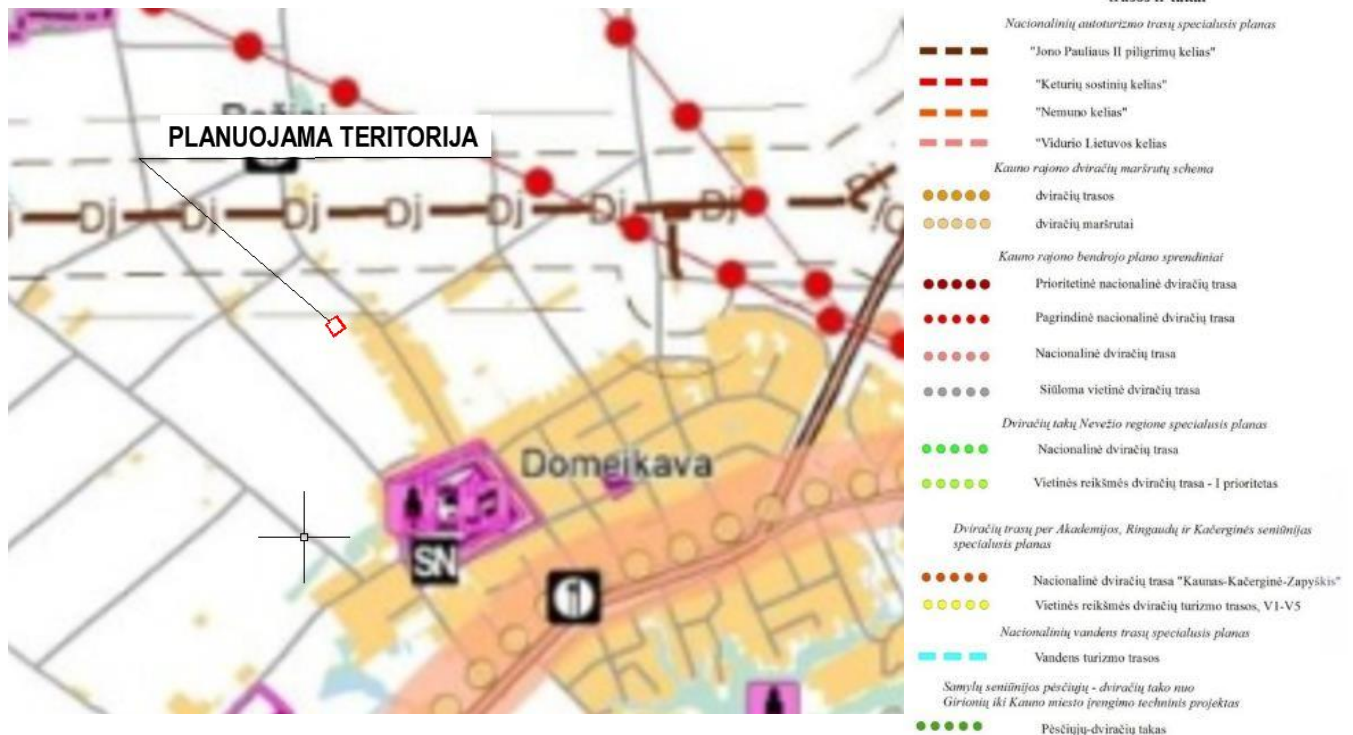 PLANUOJAMA TERITORIJA
Dj Dj Dj Dj Dj Dj Dj
Domeikava
SN
Nacionalinių autoturizmo trasų specialusis planas
"Jono Pauliaus II piligrimų kelias"
"Keturių sostinių kelias"
"Nemuno kelias"
"Vidurio Lietuvos kelias
Kauno rajono dviračių maršrutų schema
dviračių trasos
dviračių maršrutai
Kauno rajono bendrojo plano sprendiniai
Prioritetinė nacionalinė dviračių trasa
Pagrindinė nacionalinė dviračių trasa
Nacionalinė dviračių trasa
Siūloma vietinė dviračių trasa
Dviračių takų Nevėžio regione specialusis planas
Nacionalinė dviračių trasa
Vietinės reikšmės dviračių trasa - I prioritetas
Dviračių trasų per Akademijos, Ringaudų ir Kačerginės seniūnijas
specialusis planas
Nacionalinė dviračių trasa "Kaunas-Kačerginė-Zapyškis"
Vietinės reikšmės dviračių turizmo trasos, V1-V5
Nacionalinių vandens trasų specialusis planas
Vandens turizmo trasos
Samylų seniūnijos pėsčiųjų - dviračių tako nuo
Girionių iki Kauno miesto įrengimo techninis projektas
Pėsčiųjų-dviračių takas